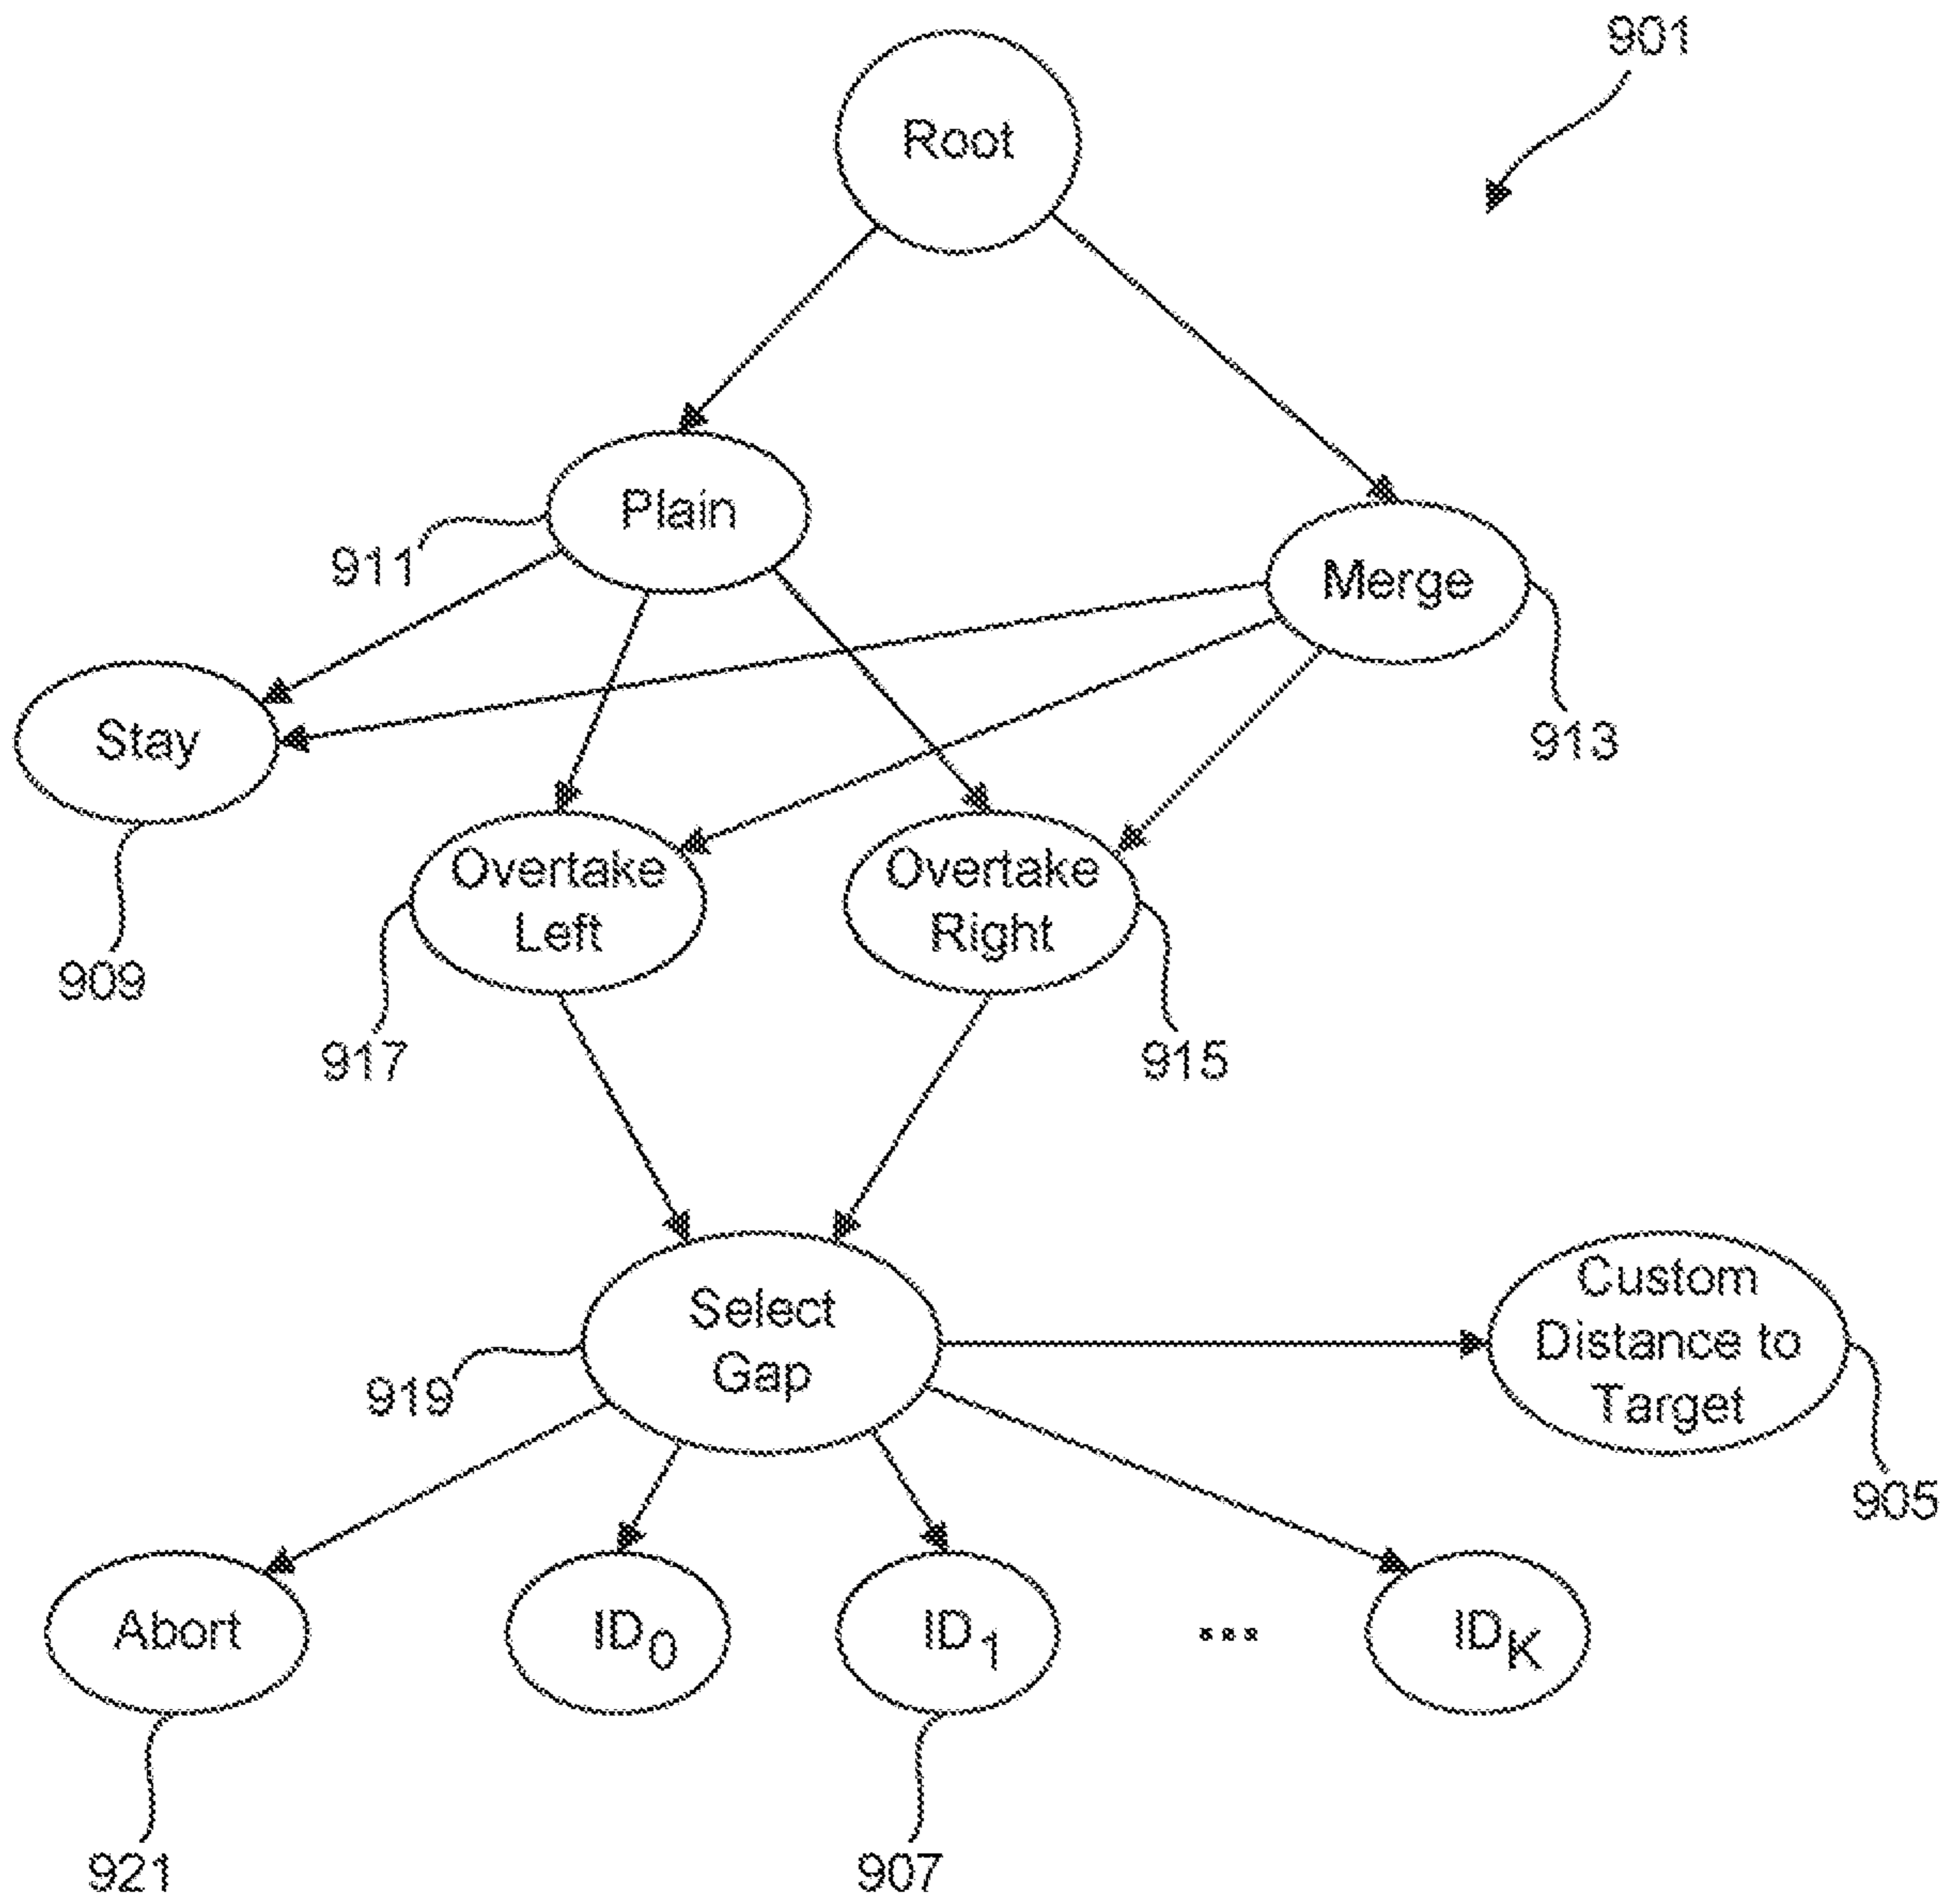 901
Root
Plain
911
Merge
913
Stay
909
Overtake
Left
917
Overtake
Right
915
Select
Gap
919
Custom
Distance to
Target
905
Abort
921
ID0
ID1
907
...
IDK